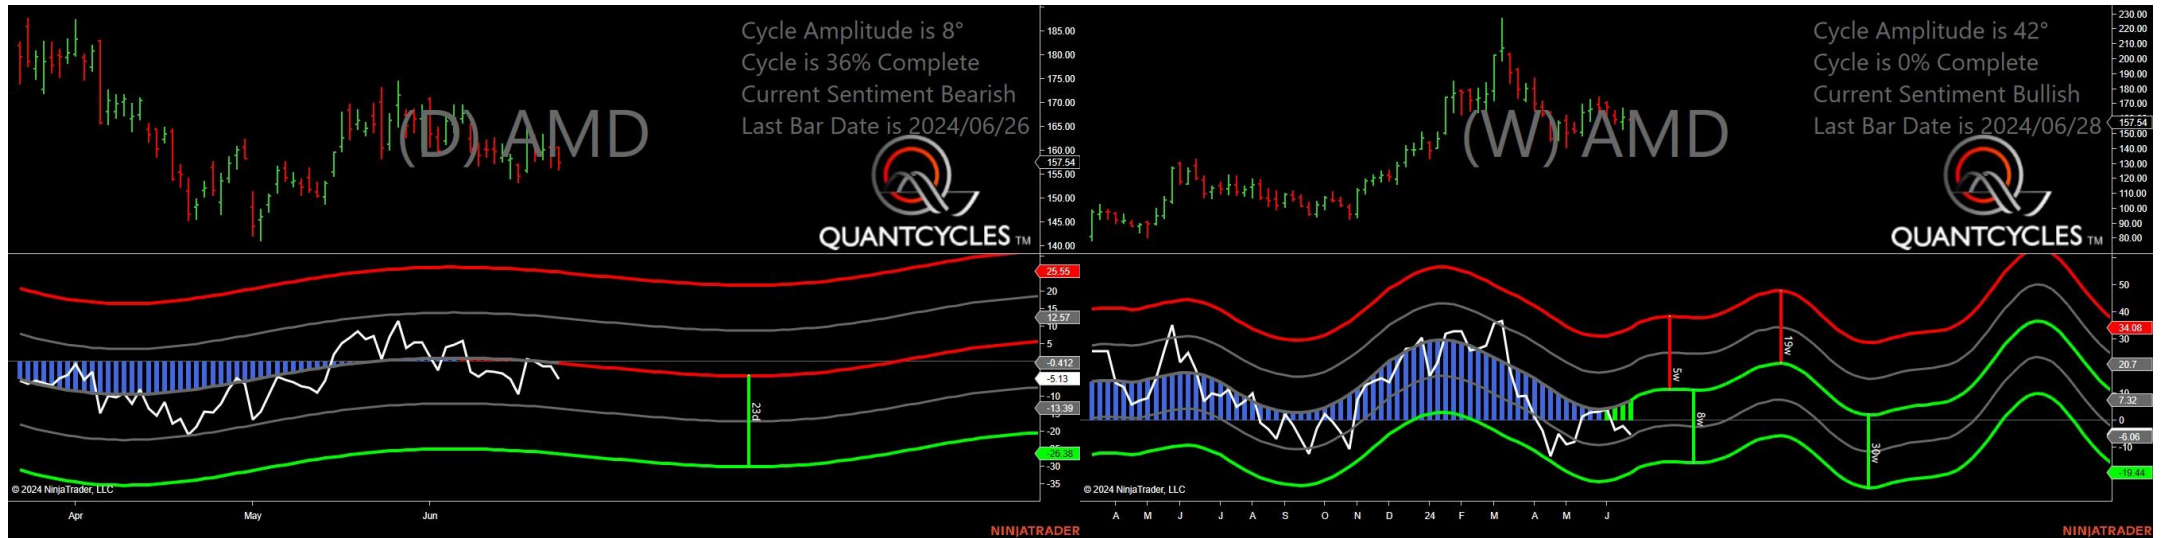 Cycle Amplitude is 8°
Cycle is 36% Complete
Current Sentiment Bearish
Last Bar Date is 2024/06/26
(D) AMD
QUANTCYCLES TM
185.00
180.00
175.00
170.00
165.00
160.00
157.54
155.00
150.00
145.00
140.00
25.55
20
15
12.57
10
5
-0.412
-5.13
-10
-13.39
-20
-26.38
-30
-35
23d
© 2024 NinjaTrader, LLC
Apr
May
Jun
NINJATRADER
Cycle Amplitude is 42°
Cycle is 0% Complete
Current Sentiment Bullish
Last Bar Date is 2024/06/28
(W) AMD
QUANTCYCLES TM
230.00
220.00
210.00
200.00
190.00
180.00
170.00
157.54
150.00
140.00
130.00
120.00
110.00
100.00
90.00
80.00
50
40
34.08
30
20.7
10
7.32
0
-6.06
-10
-19.44
5w
8w
19w
30w
© 2024 NinjaTrader, LLC
A M J J A S O N D 24 F M A M J
NINJATRADER